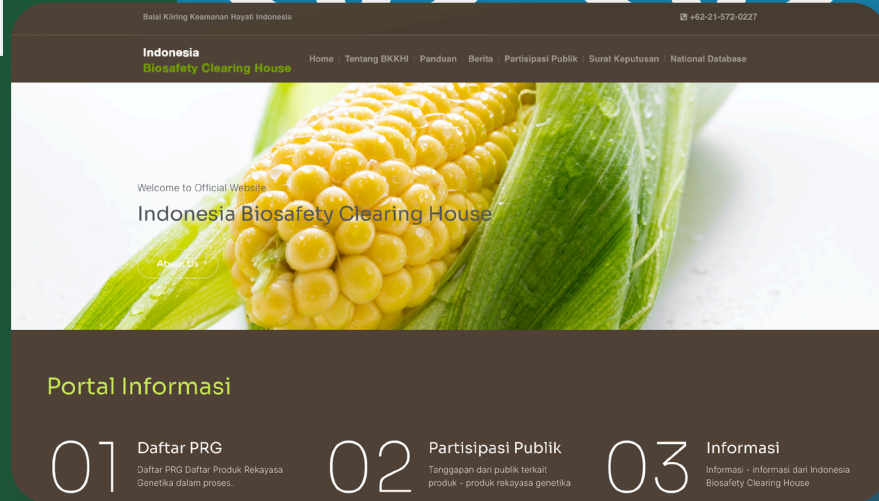 Balai Kliring Keamanan Hayati Indonesia
+62-21-572-0227
Indonesia
Biosafety Clearing House
Home | Tentang BKKHI | Panduan | Berita | Partisipasi Publik | Surat Keputusan | National Database
Welcome to Official Website
Indonesia Biosafety Clearing House
About Us
Portal Informasi
01
Daftar PRG
Daftar PRG Daftar Produk Rekayasa
Genetika dalam proses.
02
Partisipasi Publik
Tanggapan dari publik terkait
produk - produk rekayasa genetika
03
Informasi
Informasi - informasi dari Indonesia
Biosafety Clearing House